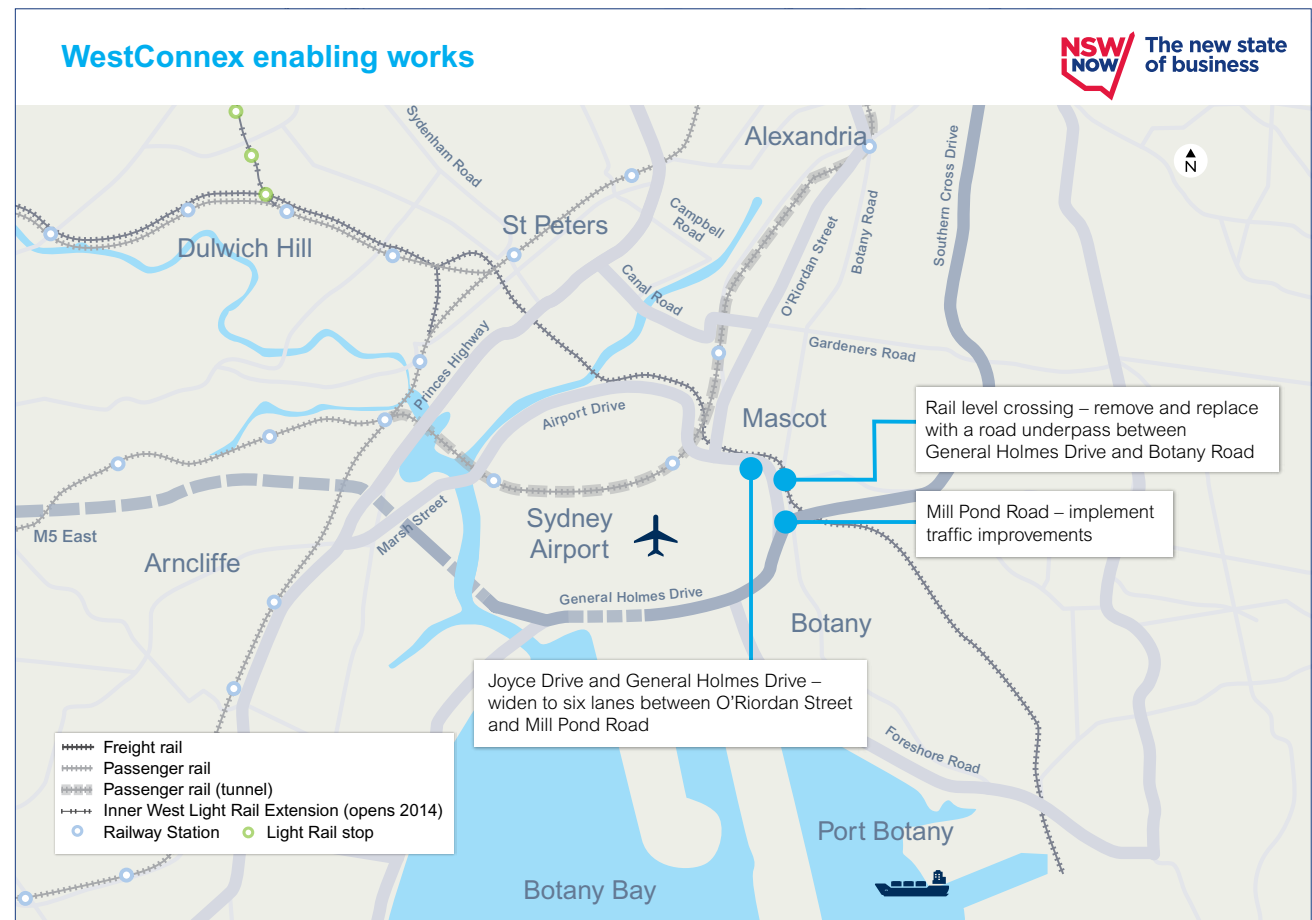 WestConnex enabling works
NSW
NOW
The new state
of business
Sydenham Road
Alexandria
Southern Cross Drive
N
Campbell
Road
St Peters
Dulwich Hill
Botany Road
O'Riordan Street
Canal Road
Gardeners Road
Princes Highway
Airport Drive
Mascot
Rail level crossing – remove and replace
with a road underpass between
General Holmes Drive and Botany Road
Mill Pond Road – implement
traffic improvements
Sydney
Airport
M5 East
Marsh Street
Arncliffe
General Holmes Drive
Botany
Joyce Drive and General Holmes Drive –
widen to six lanes between O'Riordan Street
and Mill Pond Road
Foreshore Road
Freight rail
Passenger rail
Passenger rail (tunnel)
Inner West Light Rail Extension (opens 2014)
Railway Station
Light Rail stop
Port Botany
Botany Bay